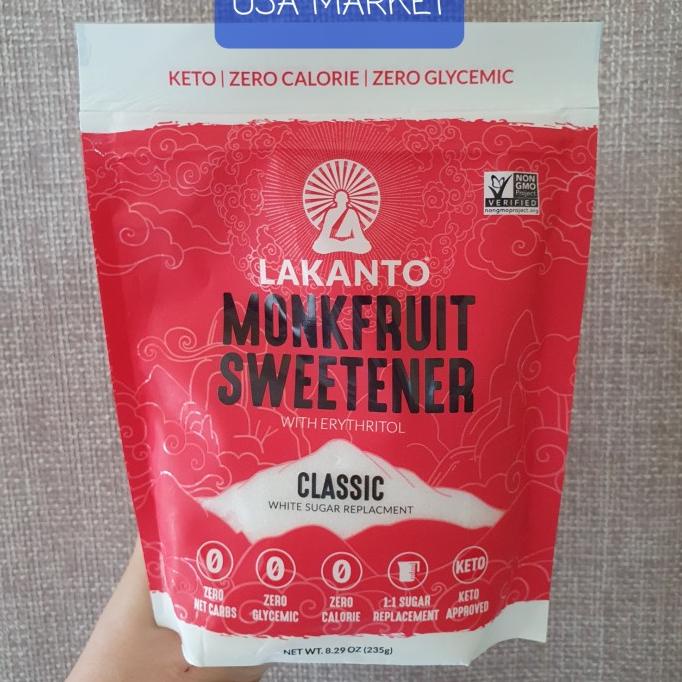 USA MARKET
KETO | ZERO CALORIE | ZERO GLYCEMIC
NON
GMO
Project
VERIFIED
nongmoproject.org
LAKANTO®
MONKFRUIT
SWEETENER
WITH ERYTHRITOL
CLASSIC
WHITE SUGAR REPLACMENT
0 0 0 KETO
ZERO NET CARBS
ZERO GLYCEMIC
ZERO CALORIE
1:1 SUGAR REPLACEMENT
KETO APPROVED
NET WT. 8.29 OZ (235g)